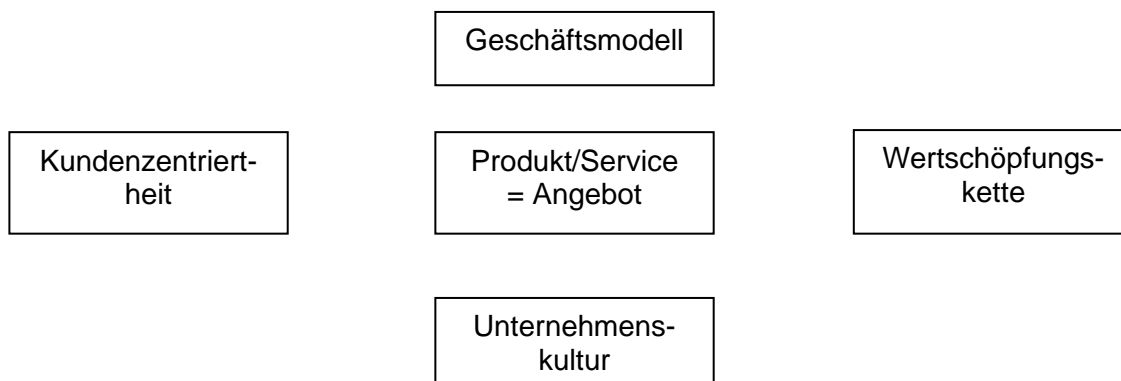 Geschäftsmodell
Kundenzentriert-
heit
Produkt/Service
= Angebot
Wertschöpfungs-
kette
Unternehmens-
kultur